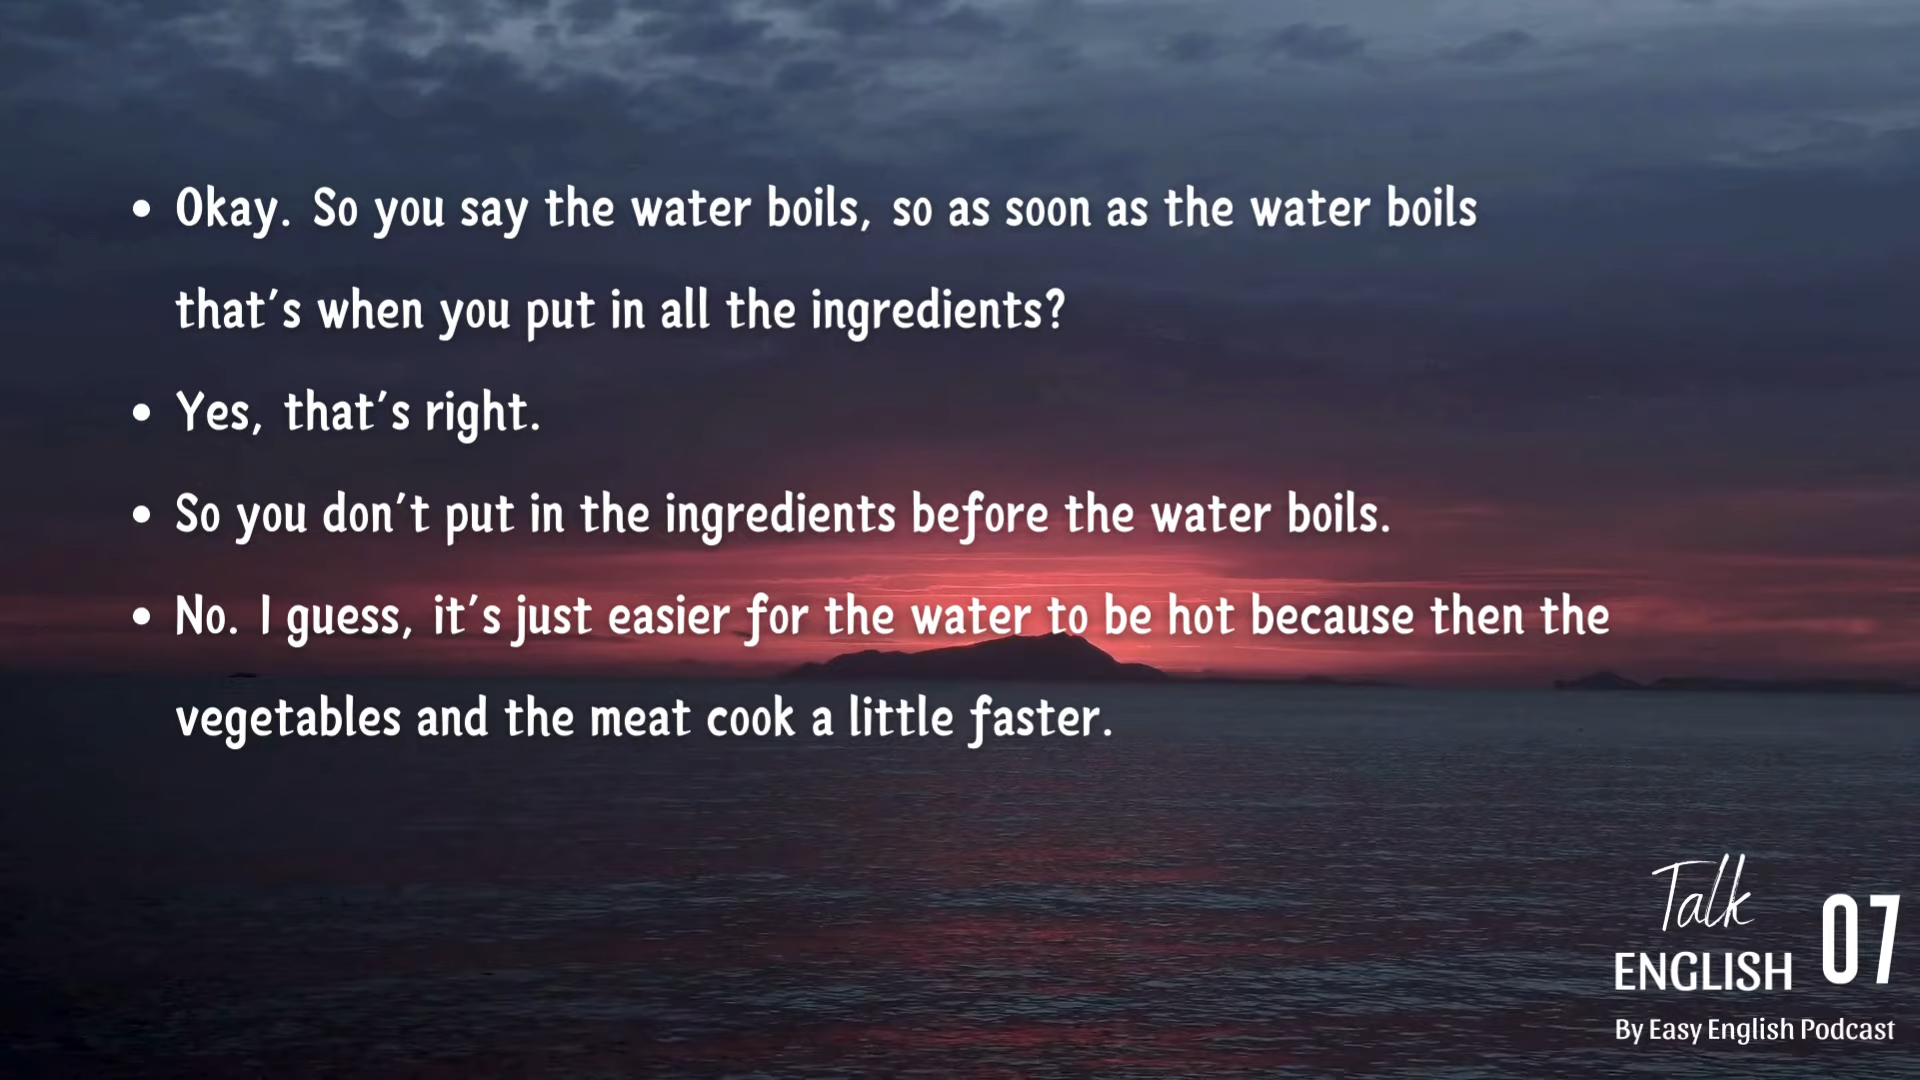 • Okay. So you say the water boils, so as soon as the water boils
that's when you put in all the ingredients?
• Yes, that's right.
• So you don't put in the ingredients before the water boils.
• No. I guess, it's just easier for the water to be hot because then the
vegetables and the meat cook a little faster.
Talk
ENGLISH 07
By Easy English Podcast